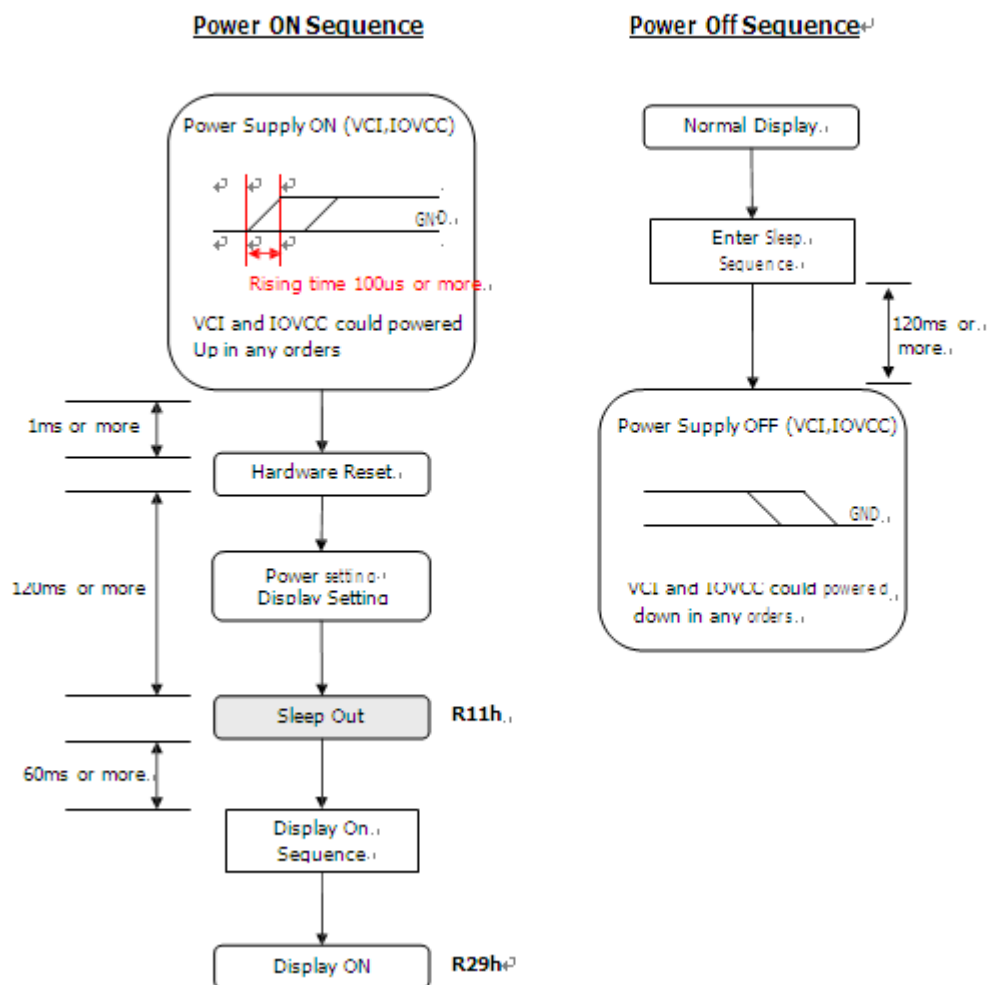 Power ON Sequence
Power Supply ON (VCI,IOVCC)
GND
Rising time 100us or more.
VCI and IOVCC could powered
Up in any orders
1ms or more
Hardware Reset.
120ms or more
Power setting
Display Setting
Sleep Out
R11h
60ms or more.
Display On.
Sequence.
Display ON
R29h
Power Off Sequence
Normal Display.
Enter Sleep.
Sequence.
120ms or.
more.
Power Supply OFF (VCI,IOVCC)
GND
VCI and IOVCC could powered
down in any orders.